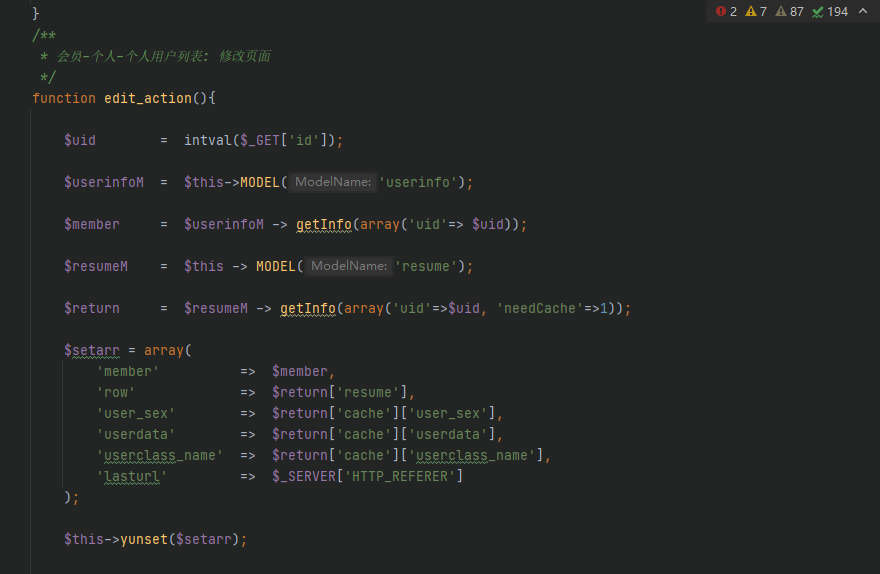 2 7 87 194
}
/**
 * 会员-个人-个人用户列表: 修改页面
 */
function edit_action(){
$uid = intval($_GET['id']);
$userinfoM = $this->MODEL( ModelName: 'userinfo');
$member = $userinfoM -> getInfo(array('uid'=> $uid));
$resumeM = $this -> MODEL( ModelName: 'resume');
$return = $resumeM -> getInfo(array('uid'=>$uid, 'needCache'=>1));
$setarr = array(
'member' => $member,
'row' => $return['resume'],
'user_sex' => $return['cache']['user_sex'],
'userdata' => $return['cache']['userdata'],
'userclass_name' => $return['cache']['userclass_name'],
'lasturl' => $_SERVER['HTTP_REFERER']
);
$this->yunset($setarr);